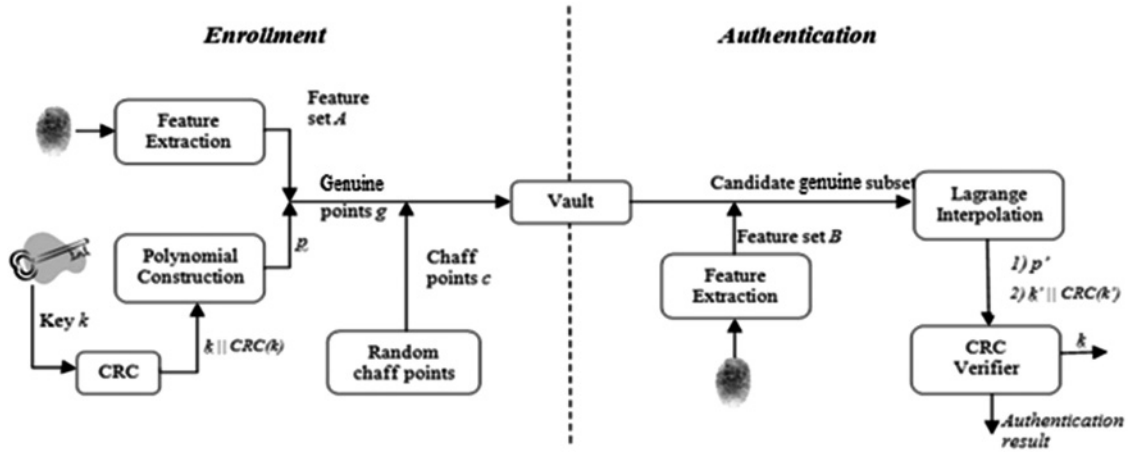 Enrollment
Authentication
Feature
Extraction
Feature
set A
Genuine
points g
Vault
Candidate genuine subset
Lagrange
Interpolation
Polynomial
Construction
p
Chaff
points c
Feature set B
Feature
Extraction
1) p'
2) k' || CRC(k')
Key k
k || CRC(k)
CRC
Random
chaff points
CRC
Verifier
k
Authentication
result